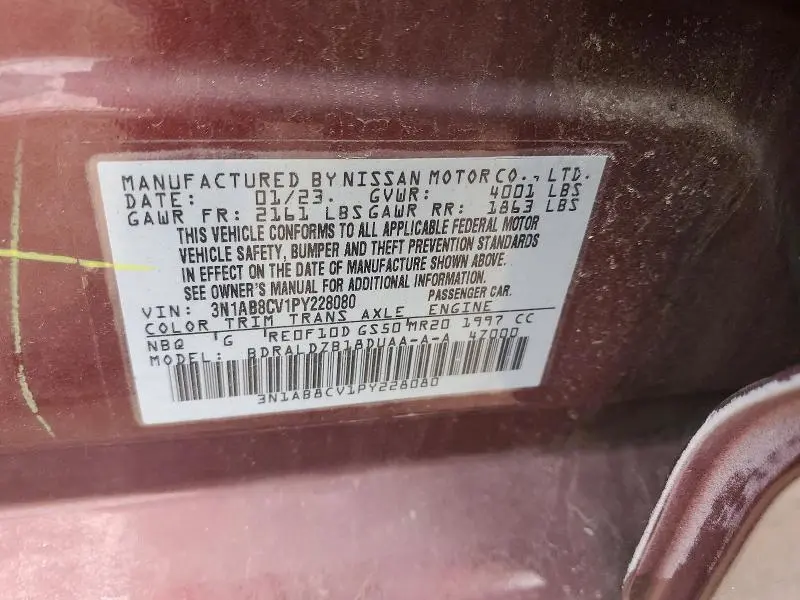 MANUFACTURED BY NISSAN MOTOR CO., LTD.
DATE: 01/23. GVWR: 4001 LBS
GAWR FR: 2161 LBS GAWR RR: 1863 LBS
THIS VEHICLE CONFORMS TO ALL APPLICABLE FEDERAL MOTOR
VEHICLE SAFETY, BUMPER AND THEFT PREVENTION STANDARDS
IN EFFECT ON THE DATE OF MANUFACTURE SHOWN ABOVE.
SEE OWNER'S MANUAL FOR ADDITIONAL INFORMATION.
VIN: 3N1AB8CV1PY228080 PASSENGER CAR.
COLOR TRIM TRANS AXLE ENGINE
NBQ G RE0F10D GS50 MR20 1997 CC
MODEL: BDRALDZB18DUAA-A-A 4Z000
3N1AB8CV1PY228080